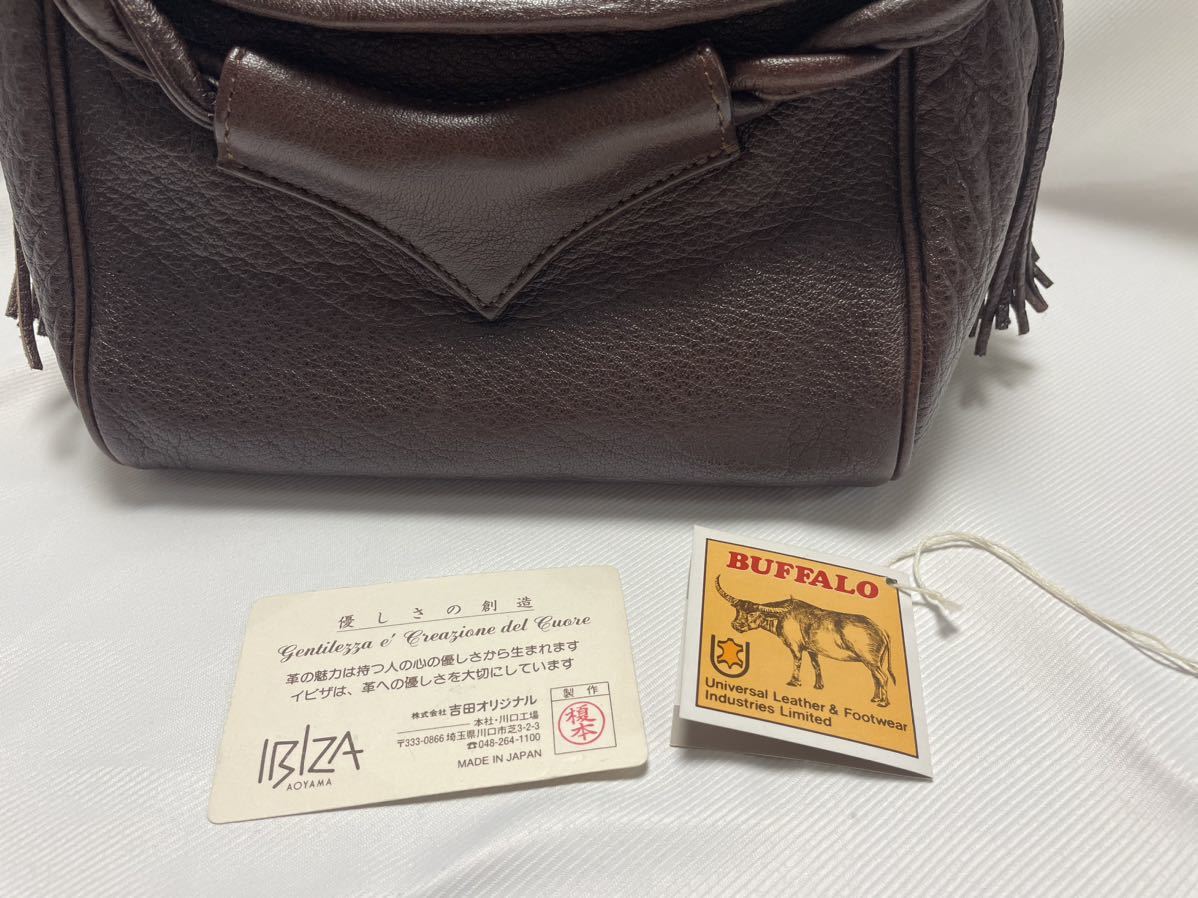 優しさの創造
Gentilezza e' Creazione del Cuore
革の魅力は持つ人の心の優しさから生まれます
イビザは、革への優しさを大切にしています
株式会社 吉田オリジナル
本社・川口工場
〒333-0866 埼玉県川口市芝3-2-3
☎048-264-1100
MADE IN JAPAN
製作
榎本
IBIZA
AOYAMA
BUFFALO
Universal Leather & Footwear
Industries Limited